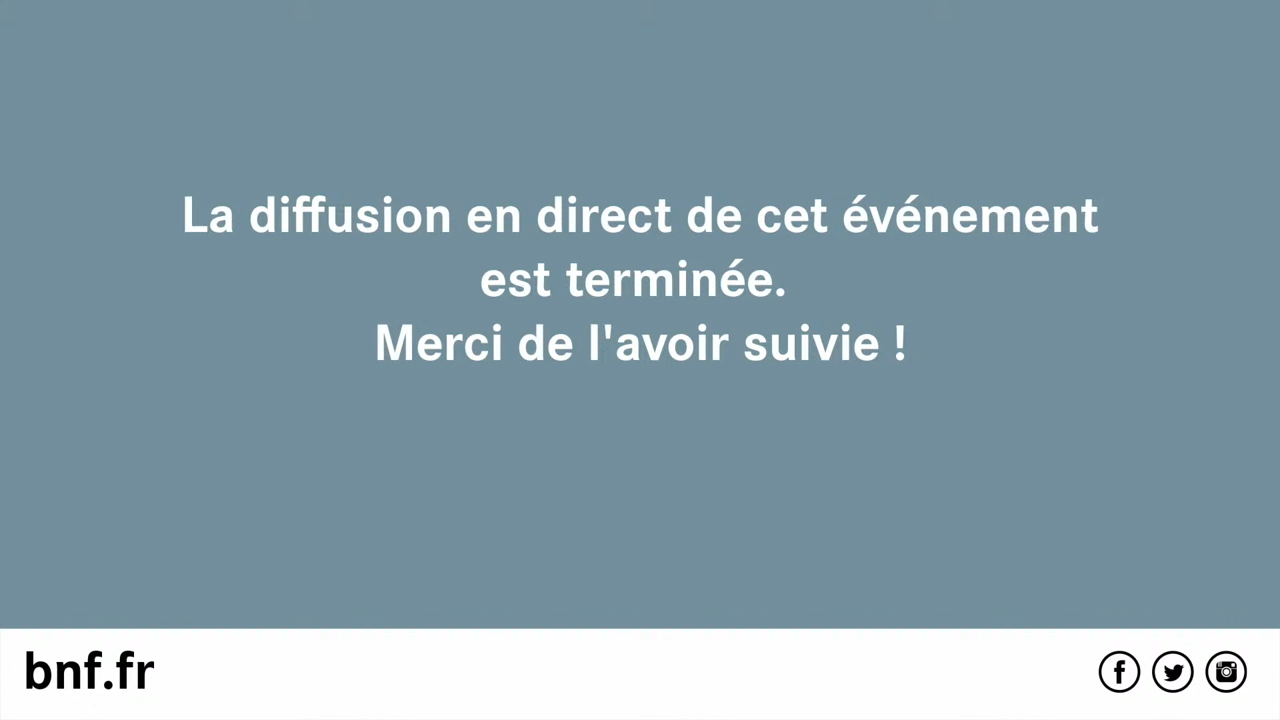 La diffusion en direct de cet événement
est terminée.
Merci de l'avoir suivie !
bnf.fr